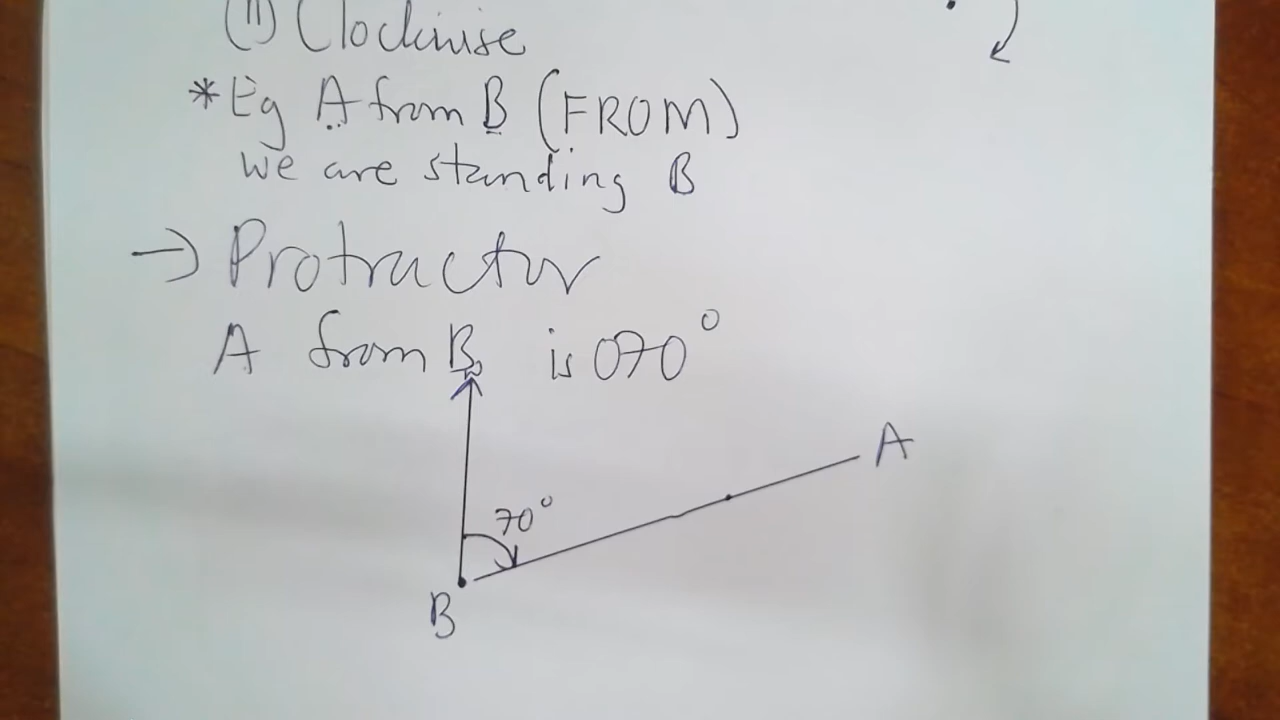 (II) Clockwise
* Eg A from B (FROM)
we are standing B
→ Protractor
A from B, is 070°
A
70°
B